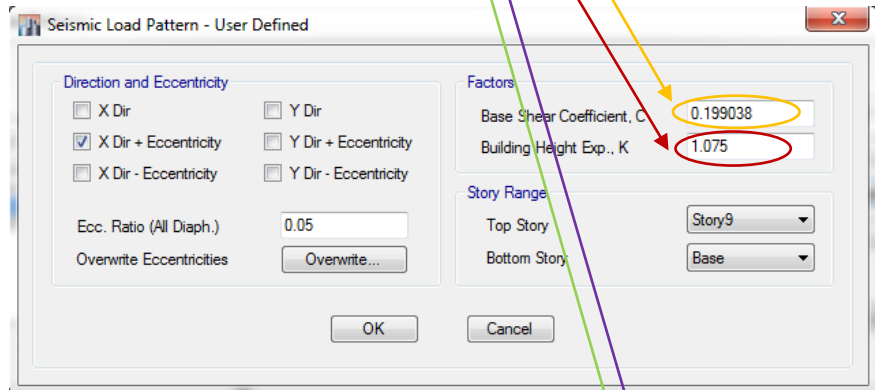 Seismic Load Pattern - User Defined
Direction and Eccentricity
X Dir
Y Dir
X Dir + Eccentricity
Y Dir + Eccentricity
X Dir - Eccentricity
Y Dir - Eccentricity
Ecc. Ratio (All Diaph.)
0.05
Overwrite Eccentricities
Overwrite...
Factors
Base Shear Coefficient, C
0.199038
Building Height Exp., K
1.075
Story Range
Top Story
Story9
Bottom Story
Base
OK
Cancel